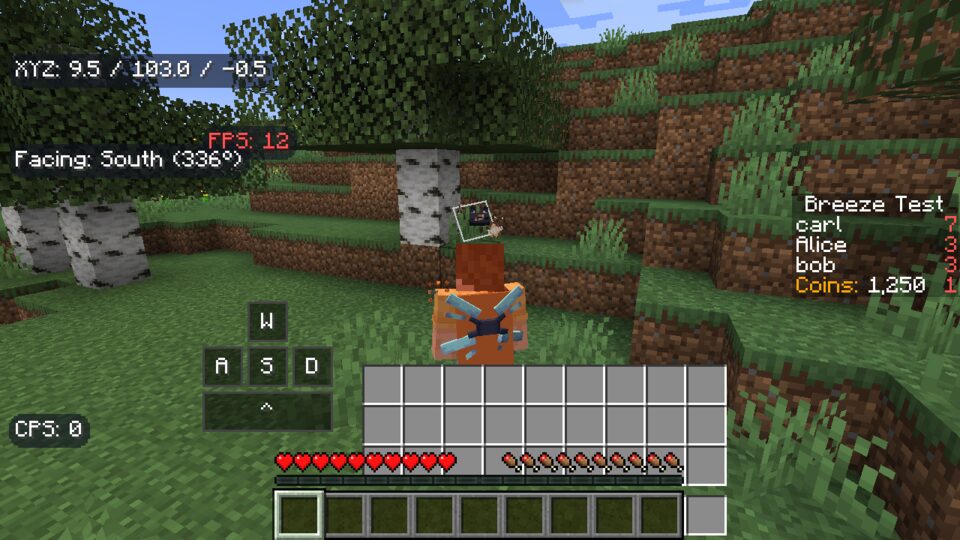 XYZ: 9.5 / 103.0 / -0.5
FPS: 12
Facing: South (336°)
Breeze Test
carl 7
Alice 3
bob 3
Coins: 1,250 1
W
A S D
^
CPS: 0